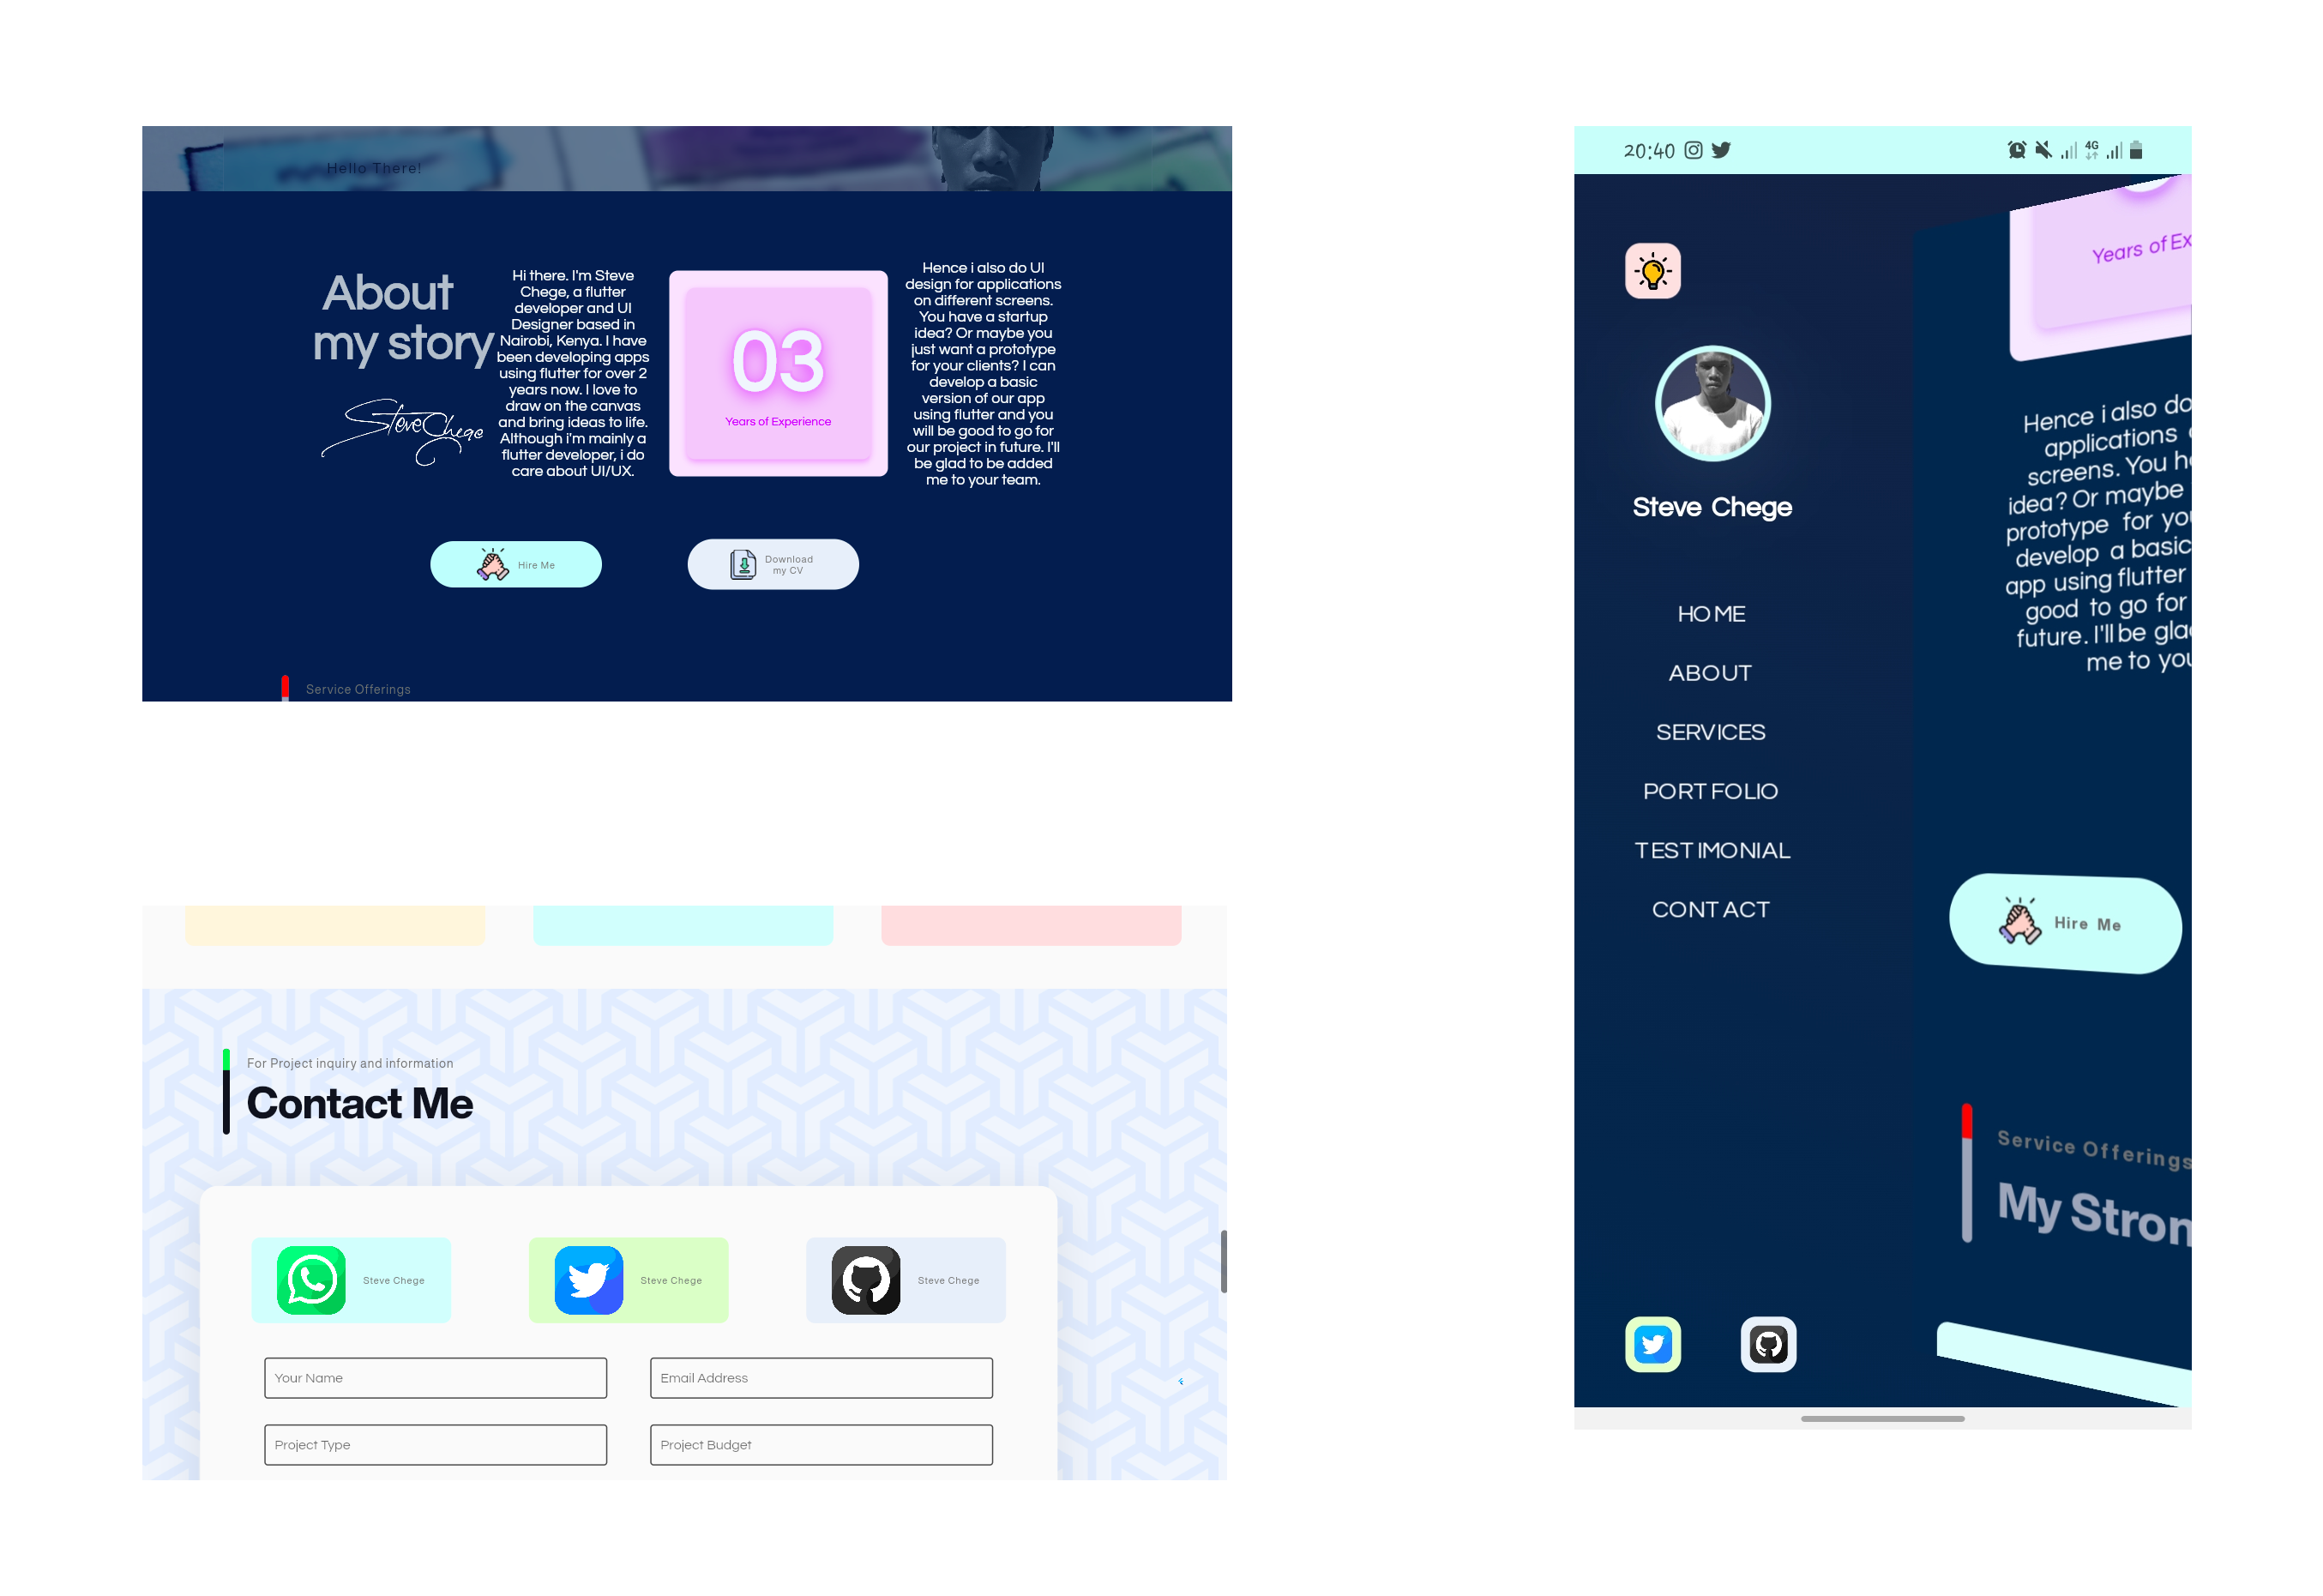 Hello There!
About
my story
Steve Chege
Hi there. I'm Steve
Chege, a flutter
developer and UI
Designer based in
Nairobi, Kenya. I have
been developing apps
using flutter for over 2
years now. I love to
draw on the canvas
and bring ideas to life.
Although i'm mainly a
flutter developer, i do
care about UI/UX.
03
Years of Experience
Hence i also do UI
design for applications
on different screens.
You have a startup
idea? Or maybe you
just want a prototype
for your clients? I can
develop a basic
version of our app
using flutter and you
will be good to go for
our project in future. I'll
be glad to be added
me to your team.
Hire Me
Download
my CV
Service Offerings
For Project inquiry and information
Contact Me
Steve Chege
Steve Chege
Steve Chege
Your Name
Email Address
Project Type
Project Budget
20:40
4G
Steve Chege
HOME
ABOUT
SERVICES
PORTFOLIO
TESTIMONIAL
CONTACT
Years of Ex
Hence i also do
applications
screens. You h
idea? Or maybe
prototype for yo
develop a basic
app using flutter
good to go for
future. I'll be gla
me to you
Hire Me
Service Offerings
My Stron